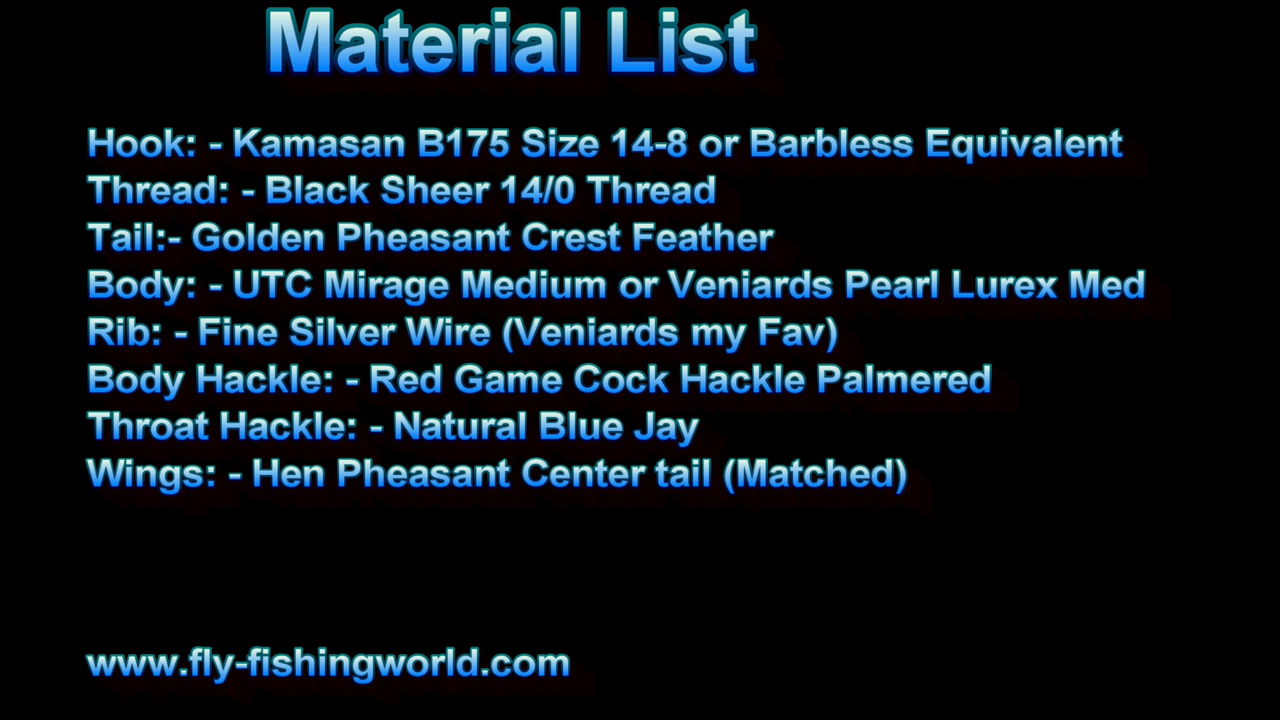 Material List
Hook: - Kamasan B175 Size 14-8 or Barbless Equivalent
Thread: - Black Sheer 14/0 Thread
Tail:- Golden Pheasant Crest Feather
Body: - UTC Mirage Medium or Veniards Pearl Lurex Med
Rib: - Fine Silver Wire (Veniards my Fav)
Body Hackle: - Red Game Cock Hackle Palmered
Throat Hackle: - Natural Blue Jay
Wings: - Hen Pheasant Center tail (Matched)
www.fly-fishingworld.com